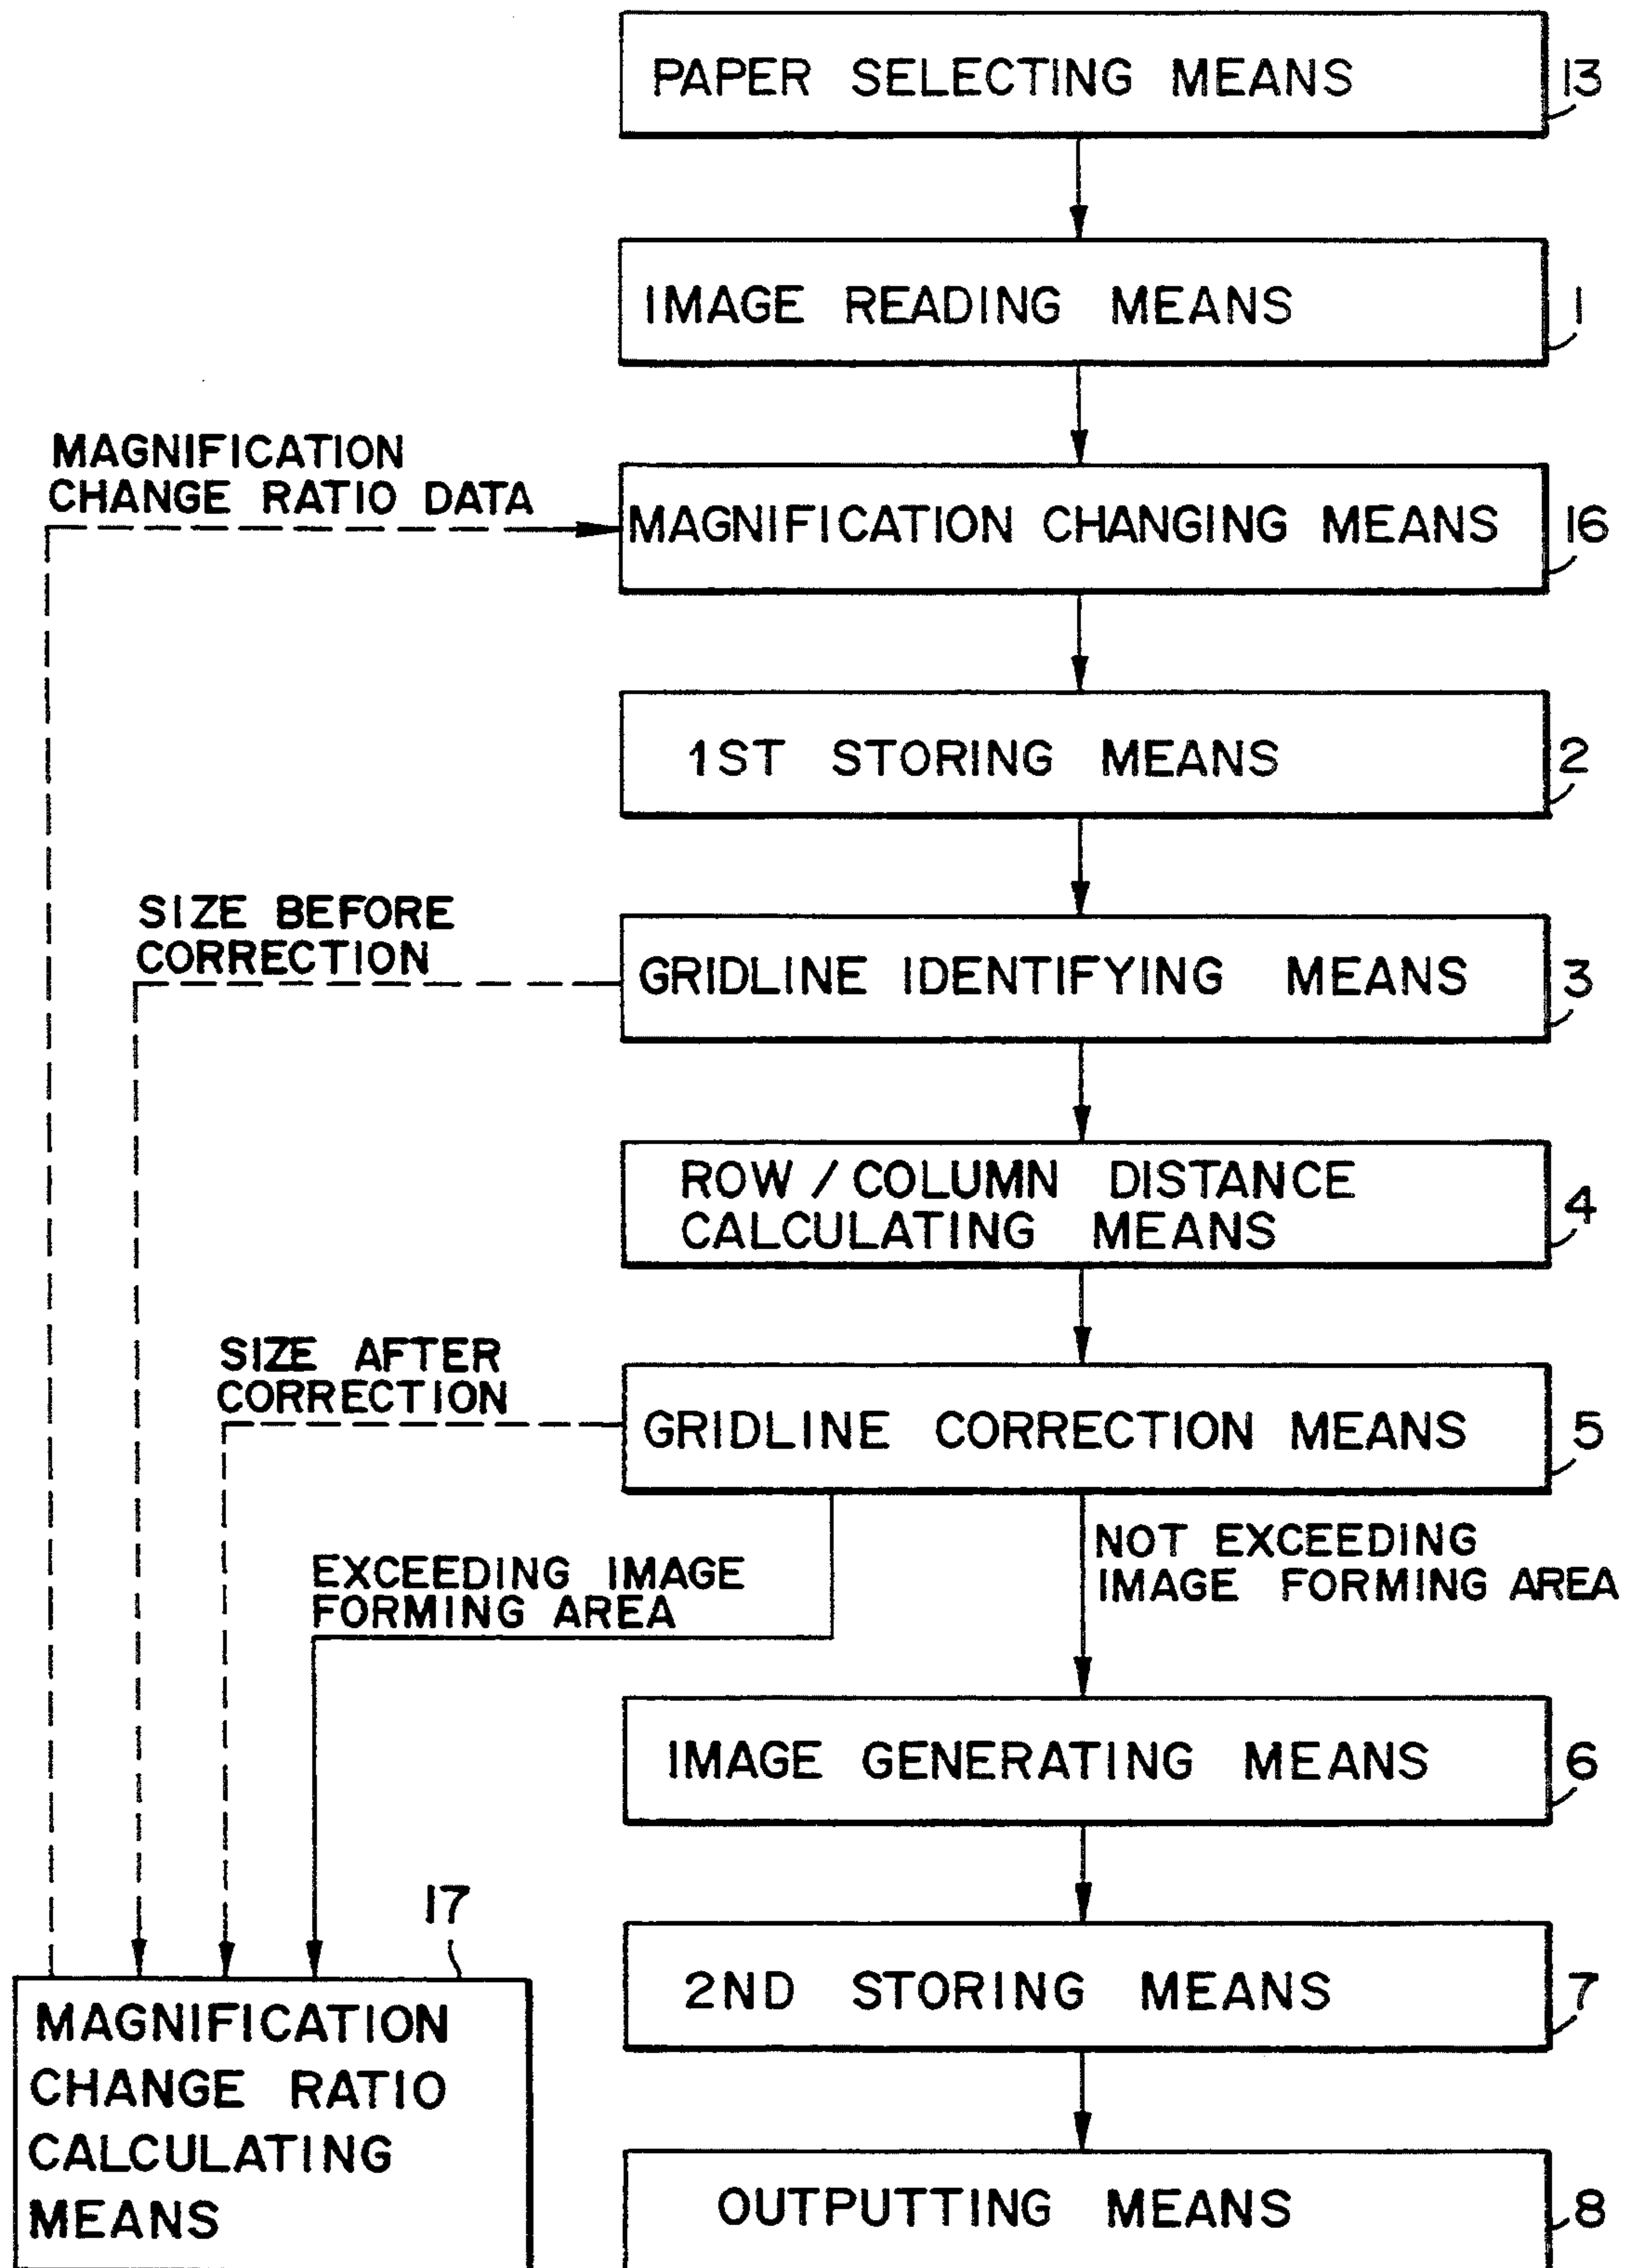 PAPER SELECTING MEANS
13
IMAGE READING MEANS
1
MAGNIFICATION
CHANGE RATIO DATA
MAGNIFICATION CHANGING MEANS
16
1ST STORING MEANS
2
SIZE BEFORE
CORRECTION
GRIDLINE IDENTIFYING MEANS
3
ROW / COLUMN DISTANCE
CALCULATING MEANS
4
SIZE AFTER
CORRECTION
GRIDLINE CORRECTION MEANS
5
NOT EXCEEDING
IMAGE FORMING AREA
EXCEEDING IMAGE
FORMING AREA
IMAGE GENERATING MEANS
6
17
2ND STORING MEANS
7
MAGNIFICATION
CHANGE RATIO
CALCULATING
MEANS
OUTPUTTING MEANS
8